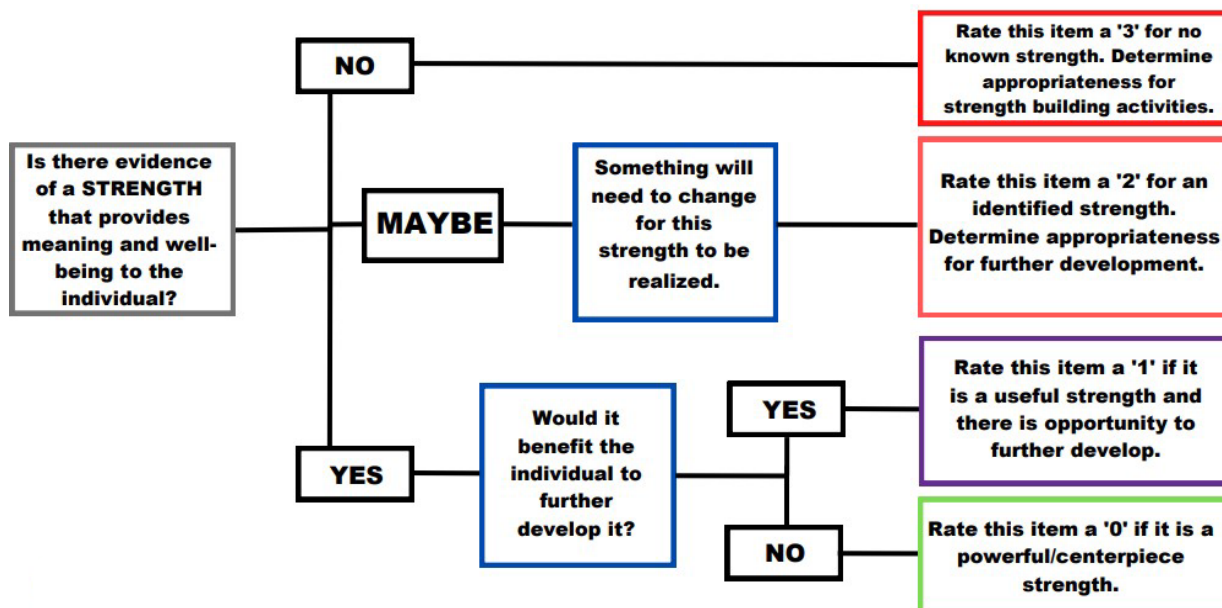 Is there evidence
of a STRENGTH
that provides
meaning and well-
being to the
individual?
NO
Rate this item a '3' for no
known strength. Determine
appropriateness for
strength building activities.
MAYBE
Something will
need to change
for this
strength to be
realized.
Rate this item a '2' for an
identified strength.
Determine appropriateness
for further development.
YES
Would it
benefit the
individual to
further
develop it?
YES
Rate this item a '1' if it
is a useful strength and
there is opportunity to
further develop.
NO
Rate this item a '0' if it is a
powerful/centerpiece
strength.